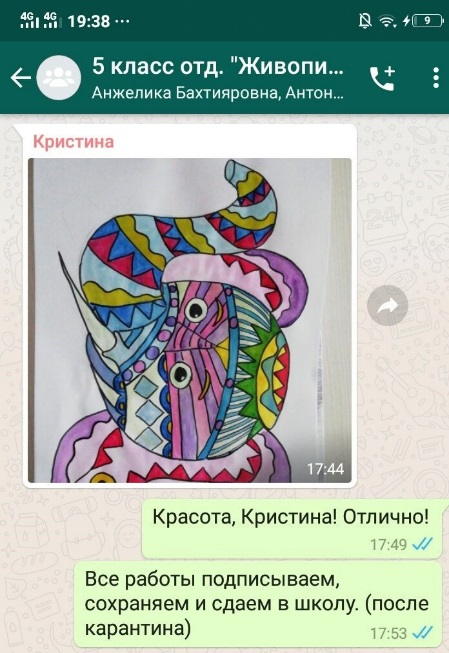 4G 4G 19:38 ... 9
5 класс отд. "Живопи...
Анжелика Бахтияровна, Антон...
Кристина
17:44
Красота, Кристина! Отлично!
17:49
Все работы подписываем,
сохраняем и сдаем в школу. (после
карантина)
17:53